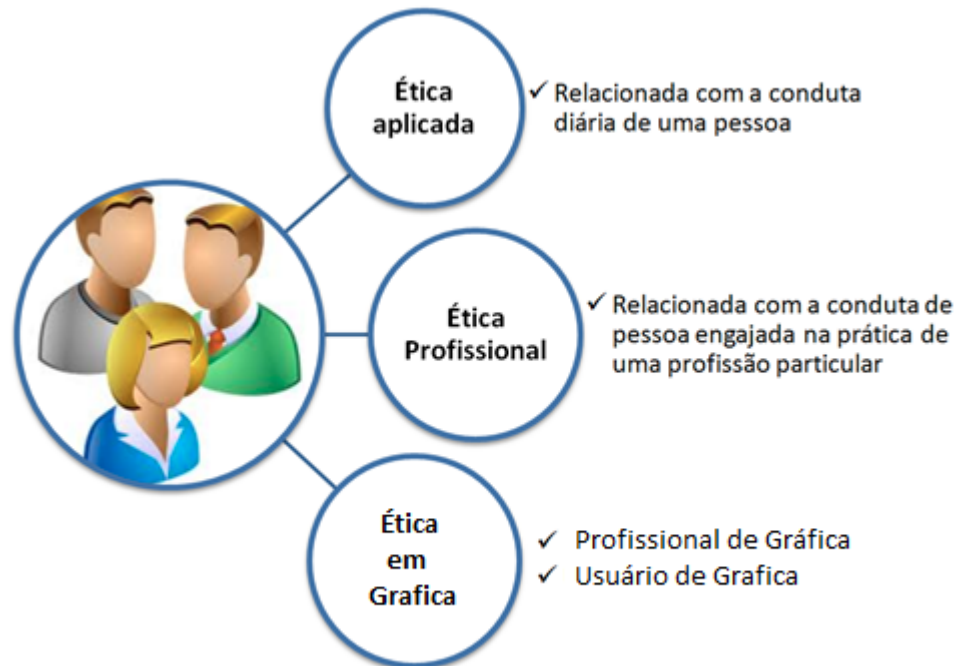 Ética
aplicada
✓ Relacionada com a conduta
diária de uma pessoa
Ética
Profissional
✓ Relacionada com a conduta de
pessoa engajada na prática de
uma profissão particular
Ética
em
Grafica
✓ Profissional de Gráfica
✓ Usuário de Grafica